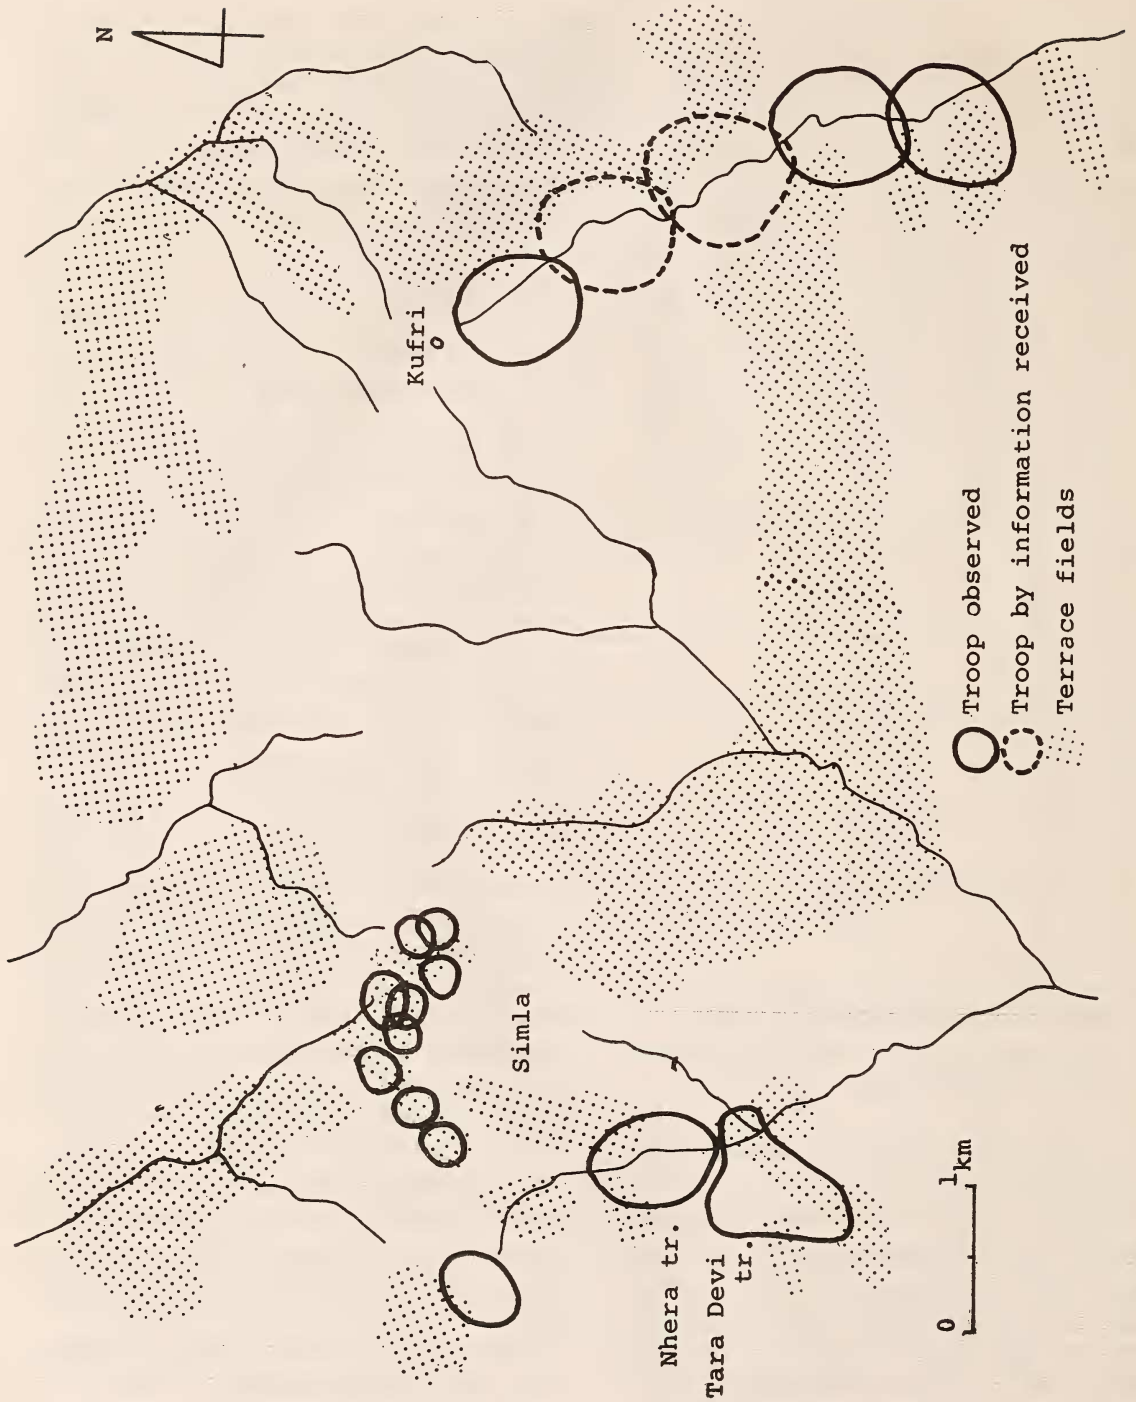 N
Kufri
Simla
Nhera tr.
Tara Devi
tr.
0 1km
Troop observed
Troop by information received
Terrace fields